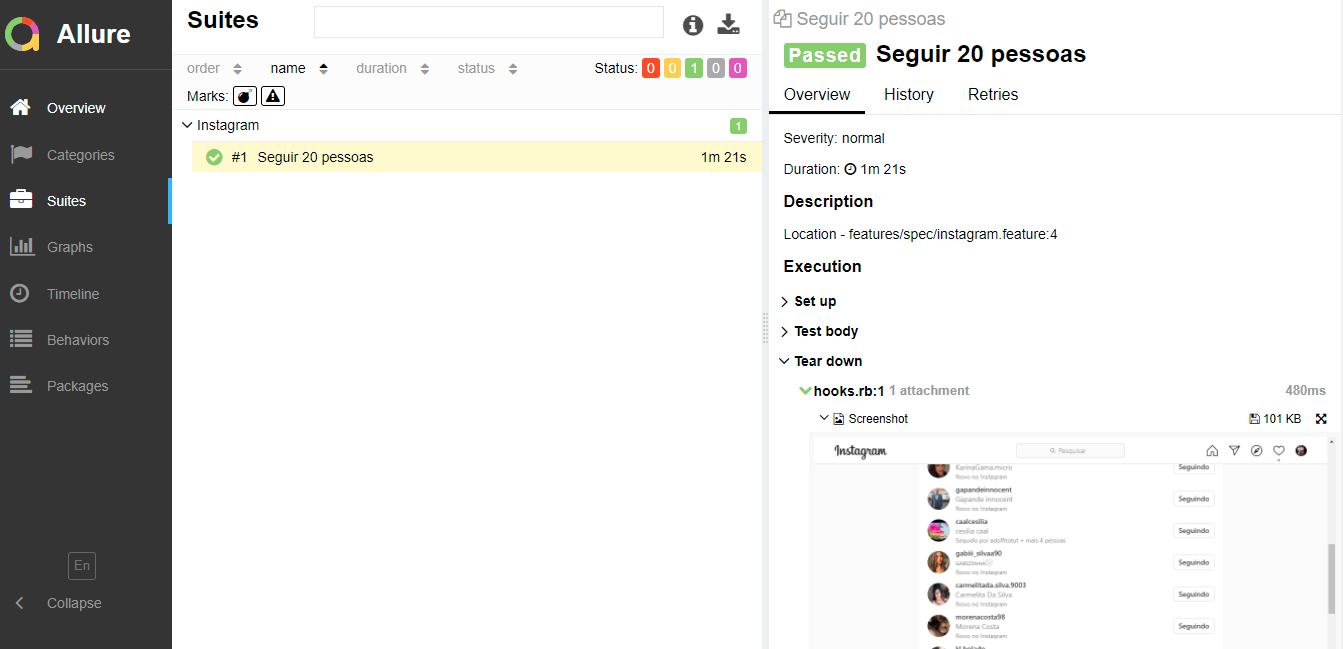 Allure
Overview
Categories
Suites
Graphs
Timeline
Behaviors
Packages
En
Collapse
Suites
order name duration status Status: 0 0 1 0 0
Marks:
Instagram 1
#1 Seguir 20 pessoas 1m 21s
Seguir 20 pessoas
Passed Seguir 20 pessoas
Overview History Retries
Severity: normal
Duration: 1m 21s
Description
Location - features/spec/instagram.feature:4
Execution
Set up
Test body
Tear down
hooks.rb:1 1 attachment 480ms
Screenshot 101 KB
Instagram Pesquisar
KarinaGama.micro Seguindo
Novo no Instagram
gapandeinnocent
Gapande innocent Seguindo
Novo no Instagram
caalcesilia
cesilia.caal Seguindo
Seguido por adolfitotut + mais 4 pessoas
gabiii_silvaa90
Seguindo
Novo no Instagram
carmelitada.silva.9003
Carmelita Da Silva Seguindo
Novo no Instagram
morenacosta98
Morena Costa Seguindo
Novo no Instagram